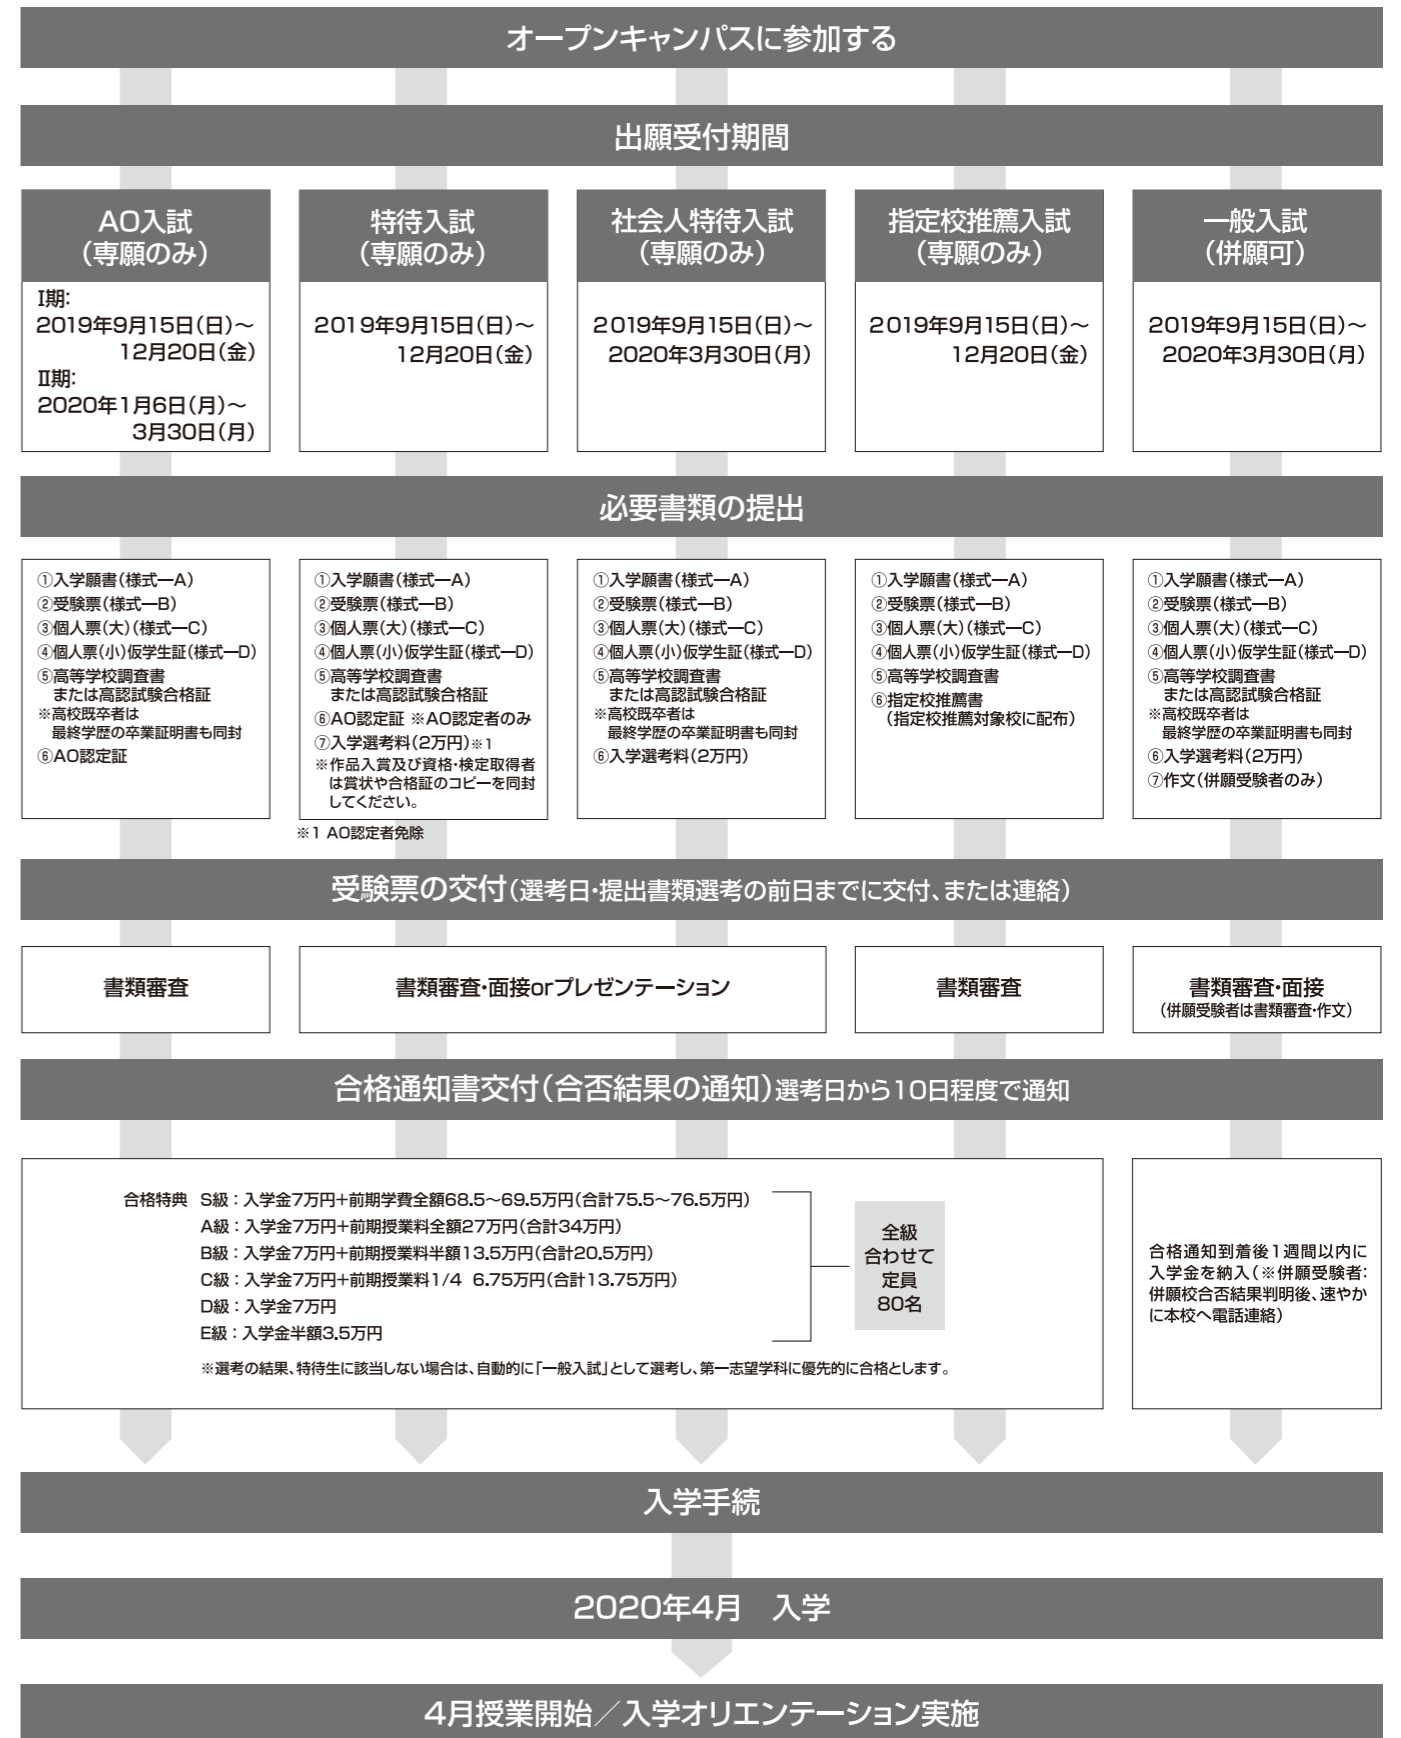 オープンキャンパスに参加する
出願受付期間
AO入試
（専願のみ）
I期:
2019年9月15日(日)～
12月20日(金)
II期:
2020年1月6日(月)～
3月30日(月)
特待入試
（専願のみ）
2019年9月15日(日)～
12月20日(金)
社会人特待入試
（専願のみ）
2019年9月15日(日)～
2020年3月30日(月)
指定校推薦入試
（専願のみ）
2019年9月15日(日)～
12月20日(金)
一般入試
（併願可）
2019年9月15日(日)～
2020年3月30日(月)
必要書類の提出
①入学願書(様式―A)
②受験票(様式―B)
③個人票(大)(様式―C)
④個人票(小)仮学生証(様式―D)
⑤高等学校調査書
または高認試験合格証
※高校既卒者は
最終学歴の卒業証明書も同封
⑥AO認定証
①入学願書(様式―A)
②受験票(様式―B)
③個人票(大)(様式―C)
④個人票(小)仮学生証(様式―D)
⑤高等学校調査書
または高認試験合格証
⑥AO認定証 ※AO認定者のみ
⑦入学選考料(2万円)※1
※作品入賞及び資格・検定取得者
は賞状や合格証のコピーを同封
してください。
※1 AO認定者免除
①入学願書(様式―A)
②受験票(様式―B)
③個人票(大)(様式―C)
④個人票(小)仮学生証(様式―D)
⑤高等学校調査書
または高認試験合格証
※高校既卒者は
最終学歴の卒業証明書も同封
⑥入学選考料(2万円)
①入学願書(様式―A)
②受験票(様式―B)
③個人票(大)(様式―C)
④個人票(小)仮学生証(様式―D)
⑤高等学校調査書
⑥指定校推薦書
(指定校推薦対象校に配布)
①入学願書(様式―A)
②受験票(様式―B)
③個人票(大)(様式―C)
④個人票(小)仮学生証(様式―D)
⑤高等学校調査書
または高認試験合格証
※高校既卒者は
最終学歴の卒業証明書も同封
⑥入学選考料(2万円)
⑦作文(併願受験者のみ)
受験票の交付(選考日・提出書類選考の前日までに交付、または連絡)
書類審査
書類審査・面接orプレゼンテーション
書類審査
書類審査・面接
(併願受験者は書類審査・作文)
合格通知書交付(合否結果の通知)選考日から10日程度で通知
合格特典 S級：入学金7万円＋前期学費全額68.5～69.5万円(合計75.5～76.5万円)
A級：入学金7万円＋前期授業料全額27万円(合計34万円)
B級：入学金7万円＋前期授業料半額13.5万円(合計20.5万円)
C級：入学金7万円＋前期授業料1/4 6.75万円(合計13.75万円)
D級：入学金7万円
E級：入学金半額3.5万円
全級
合わせて
定員
80名
※選考の結果、特待生に該当しない場合は、自動的に「一般入試」として選考し、第一志望学科に優先的に合格とします。
合格通知到着後1週間以内に
入学金を納入(※併願受験者:
併願校合否結果判明後、速やか
に本校へ電話連絡)
入学手続
2020年4月 入学
4月授業開始／入学オリエンテーション実施